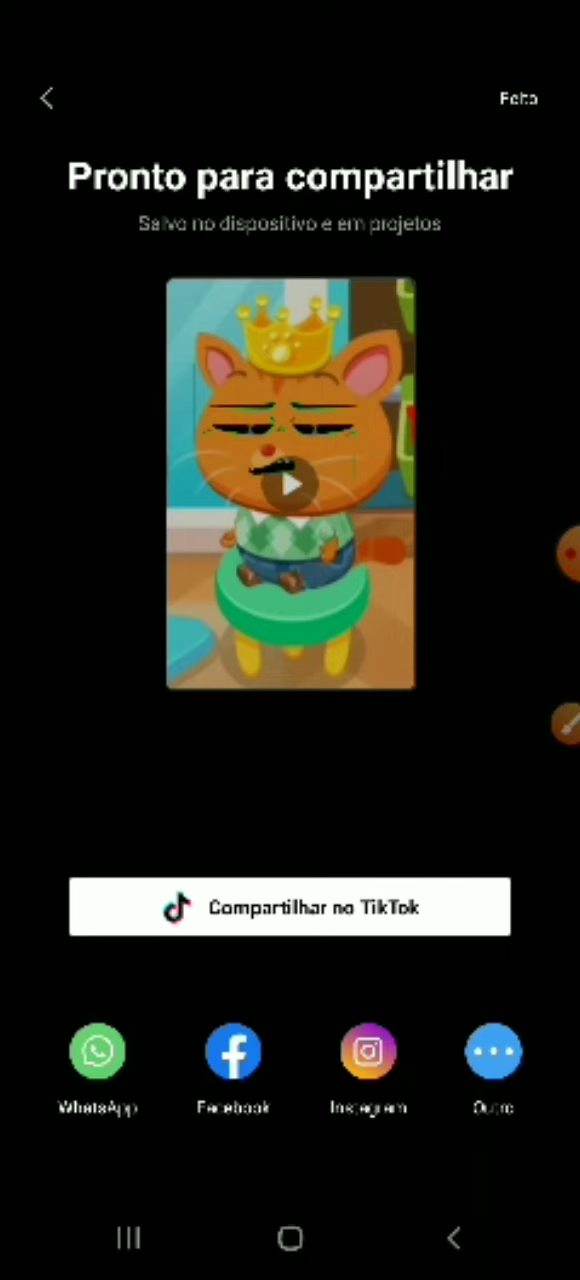 Feito
Pronto para compartilhar
Salvo no dispositivo e em projetos
Compartilhar no TikTok
WhatsApp
Facebook
Instagram
Outro